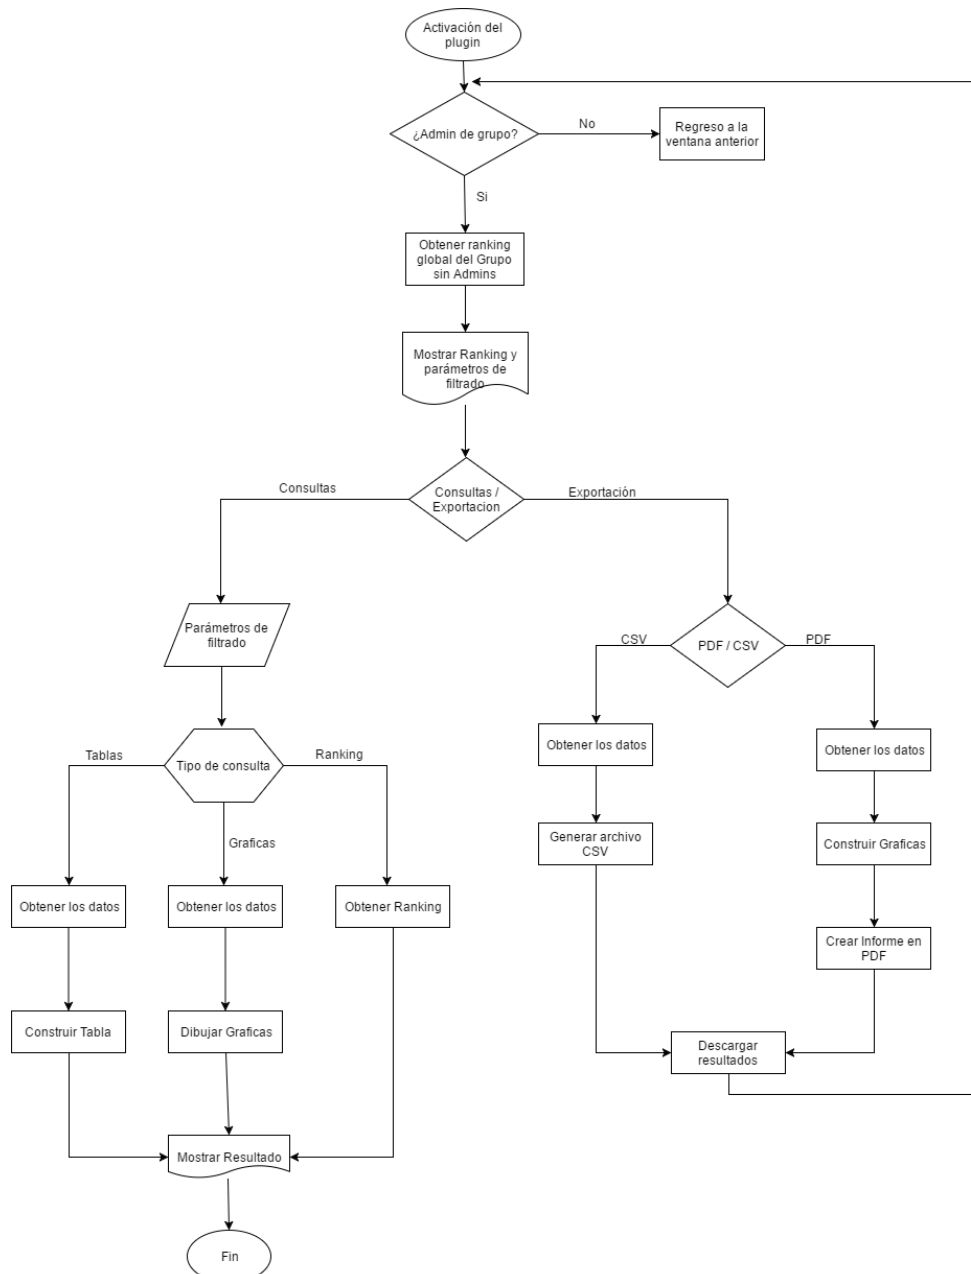 Activación del
plugin
¿Admin de grupo?
No
Regreso a la
ventana anterior
Si
Obtener ranking
global del Grupo
sin Admins
Mostrar Ranking y
parámetros de
filtrado
Consultas
Consultas /
Exportacion
Exportación
Parámetros de
filtrado
CSV
PDF / CSV
PDF
Tablas
Tipo de consulta
Ranking
Graficas
Obtener los datos
Obtener los datos
Generar archivo
CSV
Construir Graficas
Obtener los datos
Obtener los datos
Obtener Ranking
Crear Informe en
PDF
Construir Tabla
Dibujar Graficas
Descargar
resultados
Mostrar Resultado
Fin